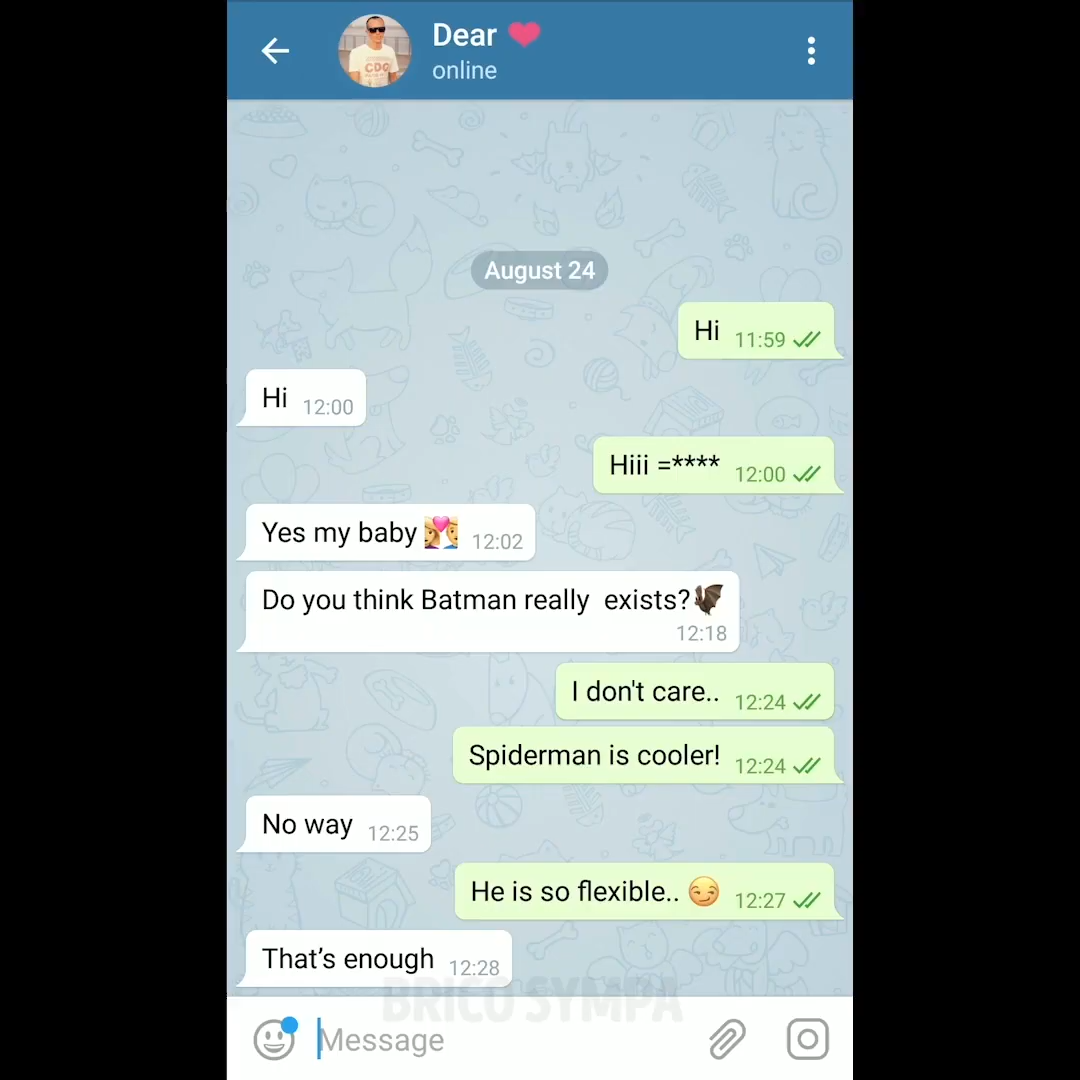 Dear ❤
online
CDG
August 24
Hi 11:59
Hi 12:00
Hiii =**** 12:00
Yes my baby 👩‍❤️‍👨 12:02
Do you think Batman really  exists?🦇
12:18
I don't care.. 12:24
Spiderman is cooler! 12:24
No way 12:25
He is so flexible.. 😏 12:27
That’s enough 12:28
BRICO SYMPA
Message